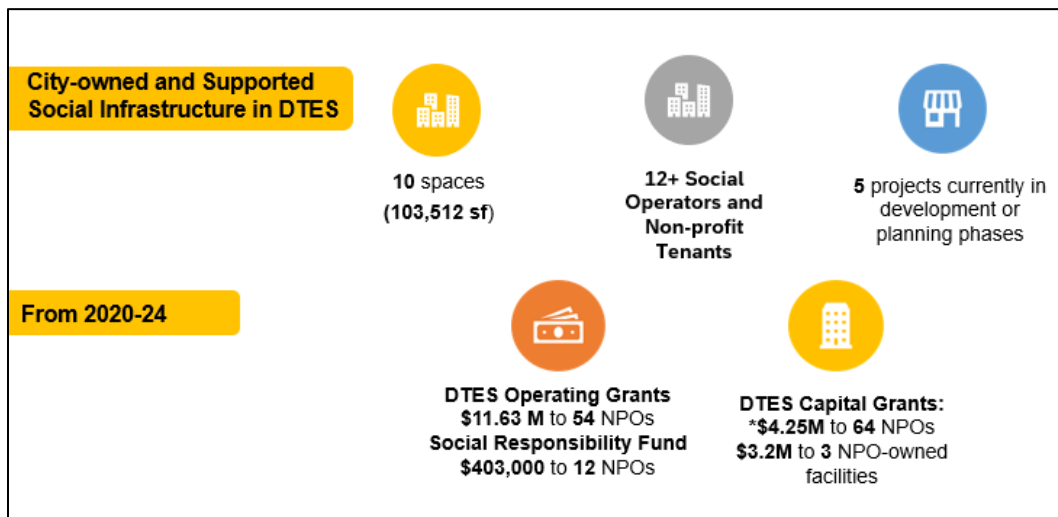 City-owned and Supported
Social Infrastructure in DTES
10 spaces
(103,512 sf)
12+ Social
Operators and
Non-profit
Tenants
5 projects currently in
development or
planning phases
From 2020-24
DTES Operating Grants
$11.63 M to 54 NPOs
Social Responsibility Fund
$403,000 to 12 NPOs
DTES Capital Grants:
*$4.25M to 64 NPOs
$3.2M to 3 NPO-owned
facilities